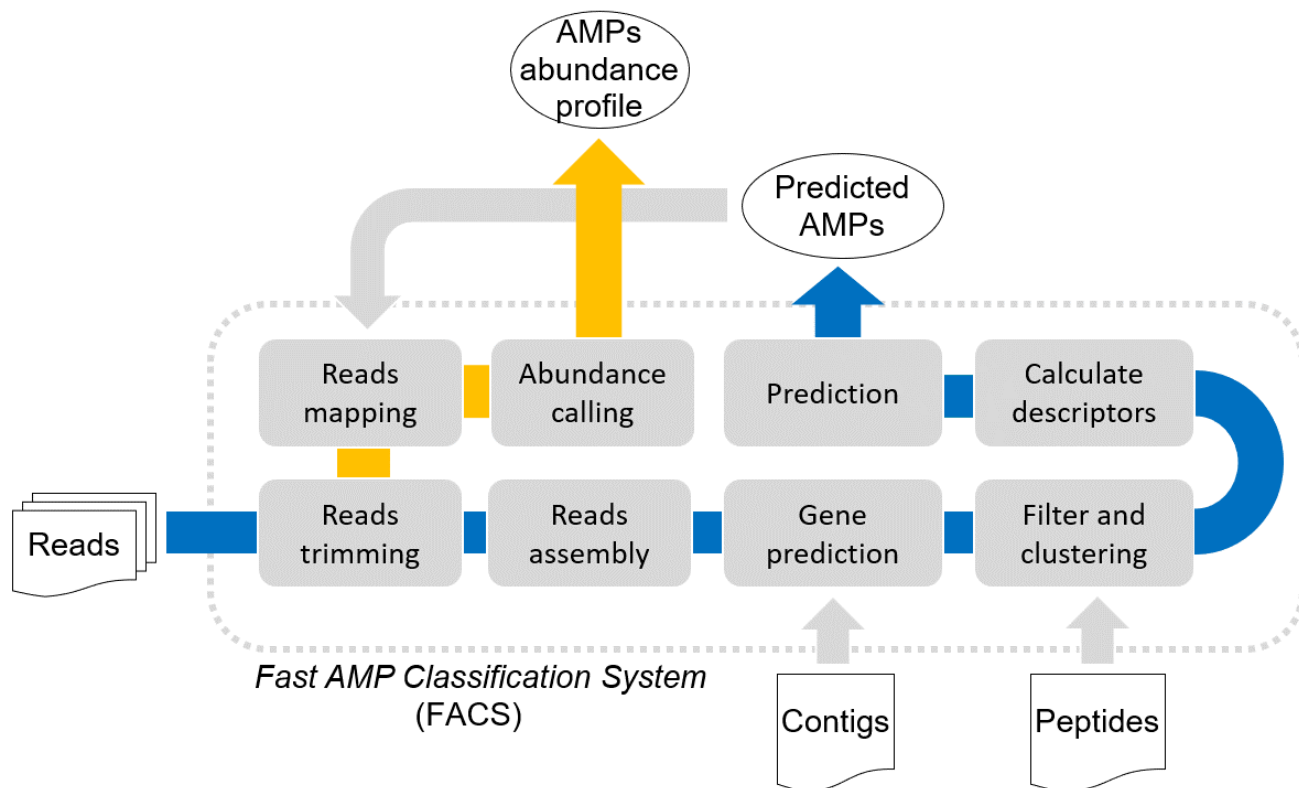 AMPs
abundance
profile
Predicted
AMPs
Reads
mapping
Abundance
calling
Prediction
Calculate
descriptors
Reads
Reads
trimming
Reads
assembly
Gene
prediction
Filter and
clustering
Fast AMP Classification System
(FACS)
Contigs
Peptides